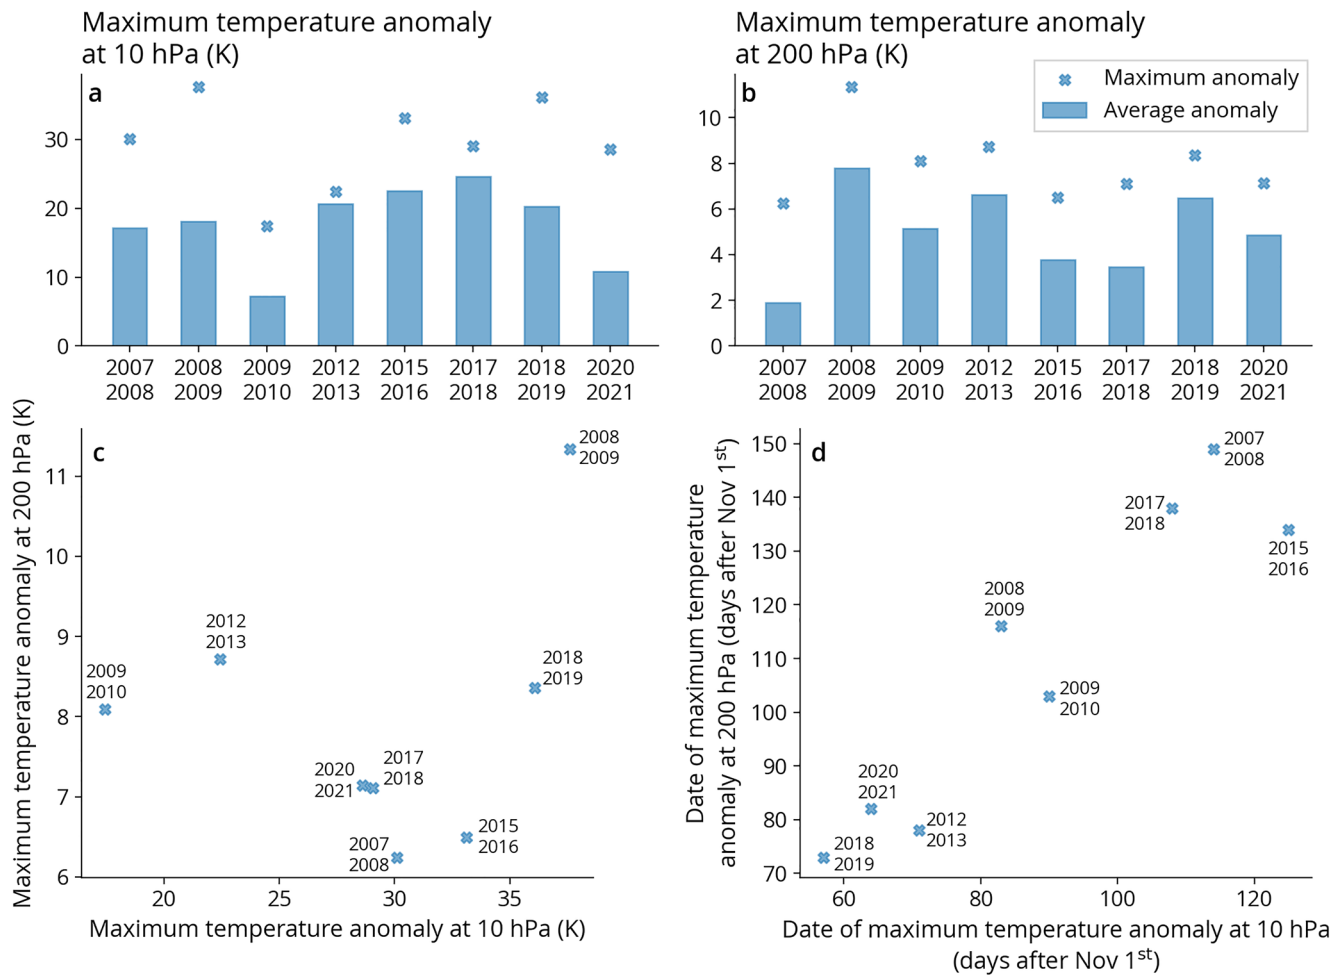 Maximum temperature anomaly
at 10 hPa (K)
a
30
20
10
0
2007 2008 2009 2012 2015 2017 2018 2020
2008 2009 2010 2013 2016 2018 2019 2021
Maximum temperature anomaly
at 200 hPa (K)
b
Maximum anomaly
Average anomaly
10
8
6
4
2
0
2007 2008 2009 2012 2015 2017 2018 2020
2008 2009 2010 2013 2016 2018 2019 2021
c
Maximum temperature anomaly at 200 hPa (K)
11
10
9
8
7
6
2008
2009
2012
2013
2009
2010
2018
2019
2017
2018
2020
2021
2015
2016
2007
2008
20 25 30 35
Maximum temperature anomaly at 10 hPa (K)
d
Date of maximum temperature
anomaly at 200 hPa (days after Nov 1st)
150
140
130
120
110
100
90
80
70
2007
2008
2017
2018
2015
2016
2008
2009
2009
2010
2020
2021
2012
2013
2018
2019
60 80 100 120
Date of maximum temperature anomaly at 10 hPa
(days after Nov 1st)